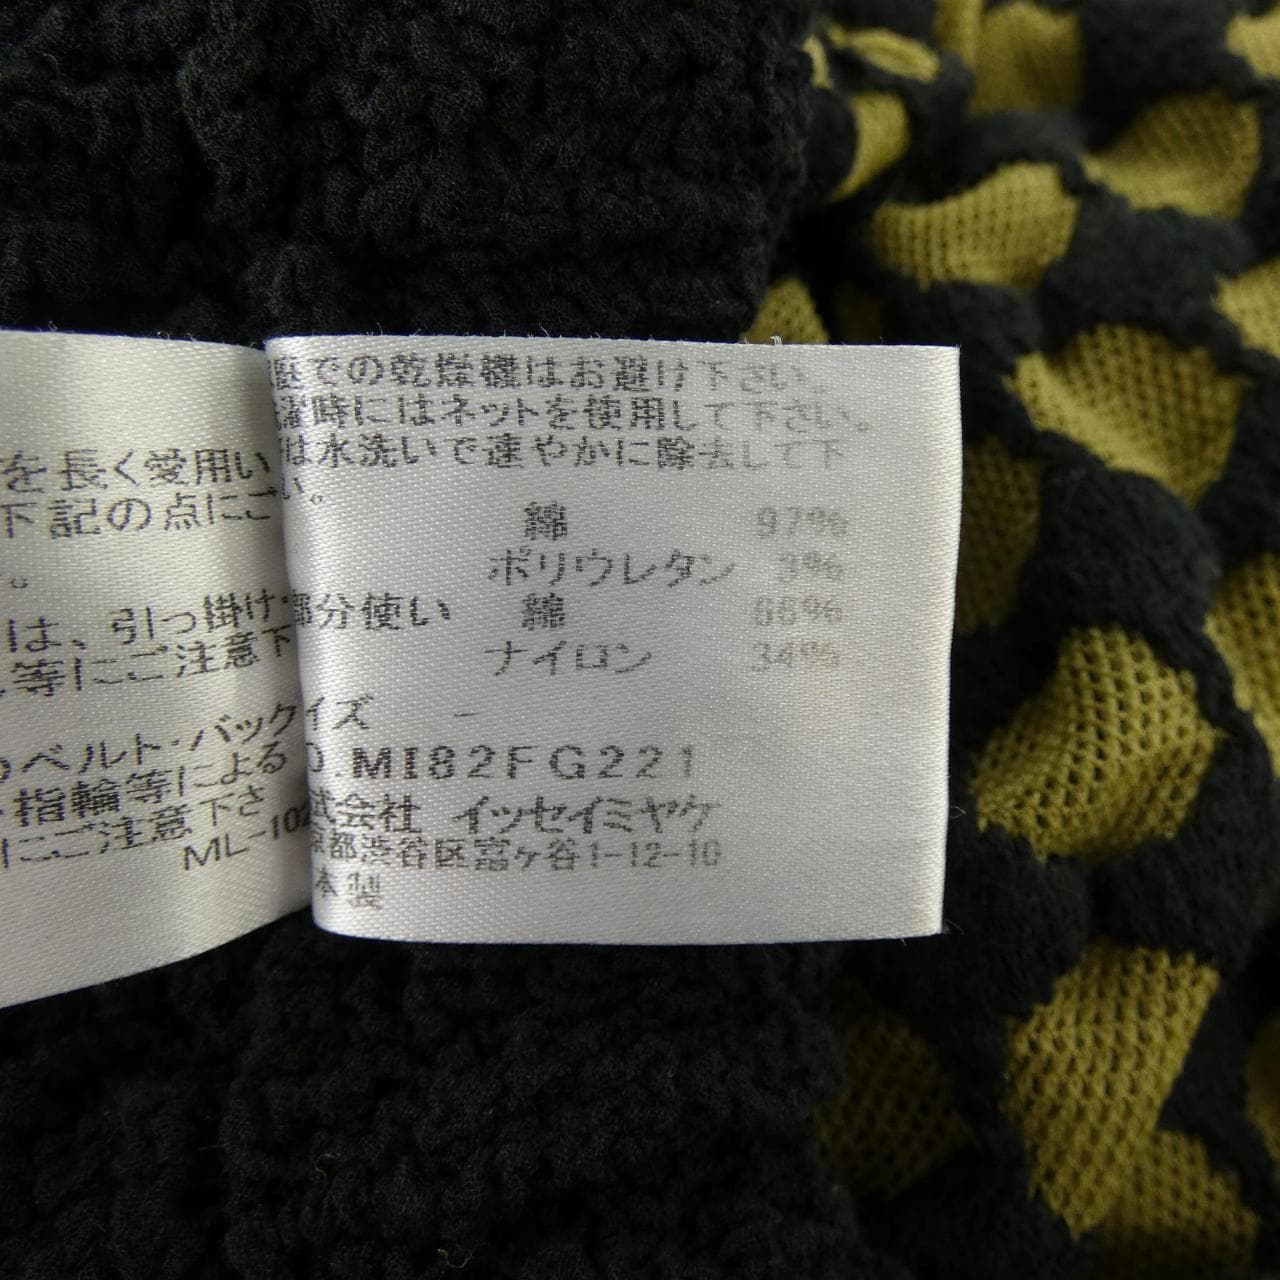 を長く愛用い
下記の点にご
。
は、引っ掛け・
等にご注意下
ベルト・バック
指輪等による
にご注意下さ
ML-102
庭での乾燥機はお避け下さい。
濯時にはネットを使用して下さい。
は水洗いで速やかに除去して下
い。
綿 97%
ポリウレタン 3%
部分使い 綿 66%
ナイロン 34%
イズ -
O.MI82FG221
式会社 イッセイミヤケ
京都渋谷区富ヶ谷1-12-10
本製